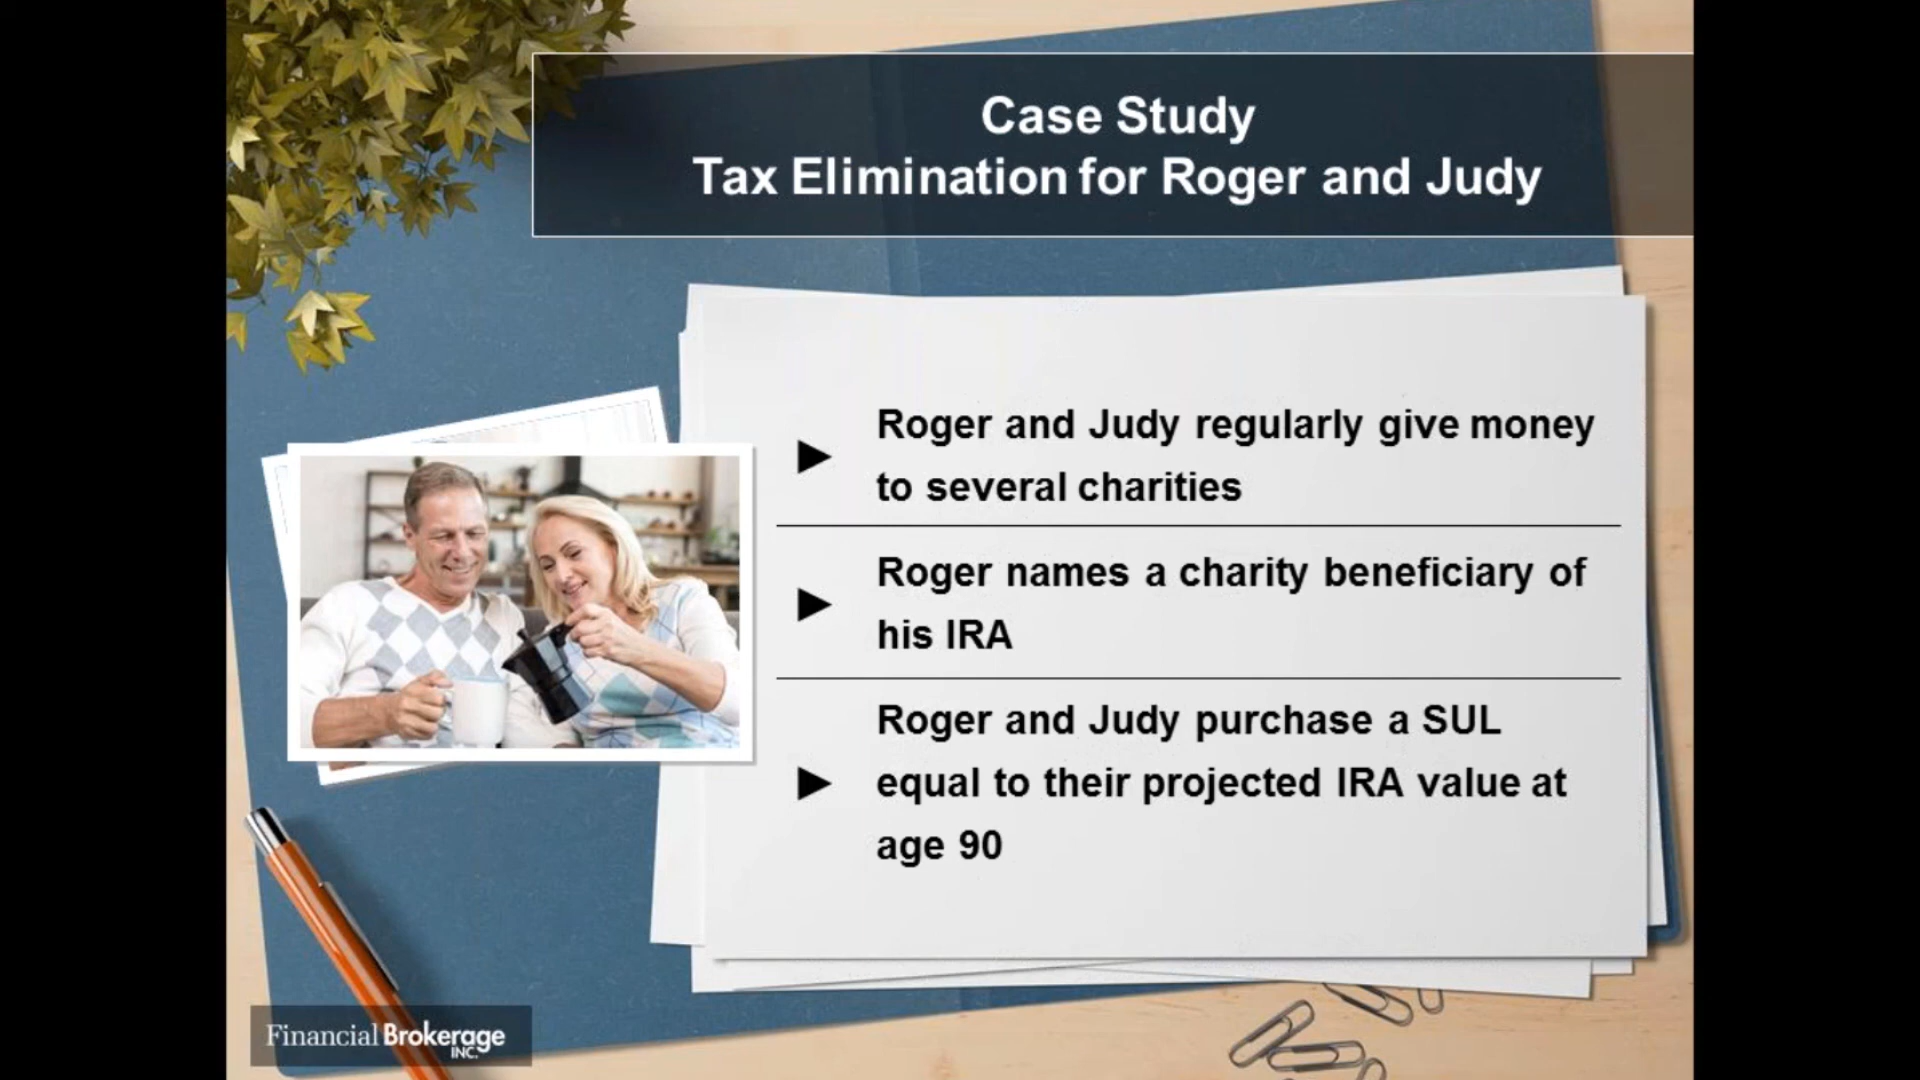 Case Study
Tax Elimination for Roger and Judy
Roger and Judy regularly give money
to several charities
Roger names a charity beneficiary of
his IRA
Roger and Judy purchase a SUL
equal to their projected IRA value at
age 90
Financial Brokerage
INC.